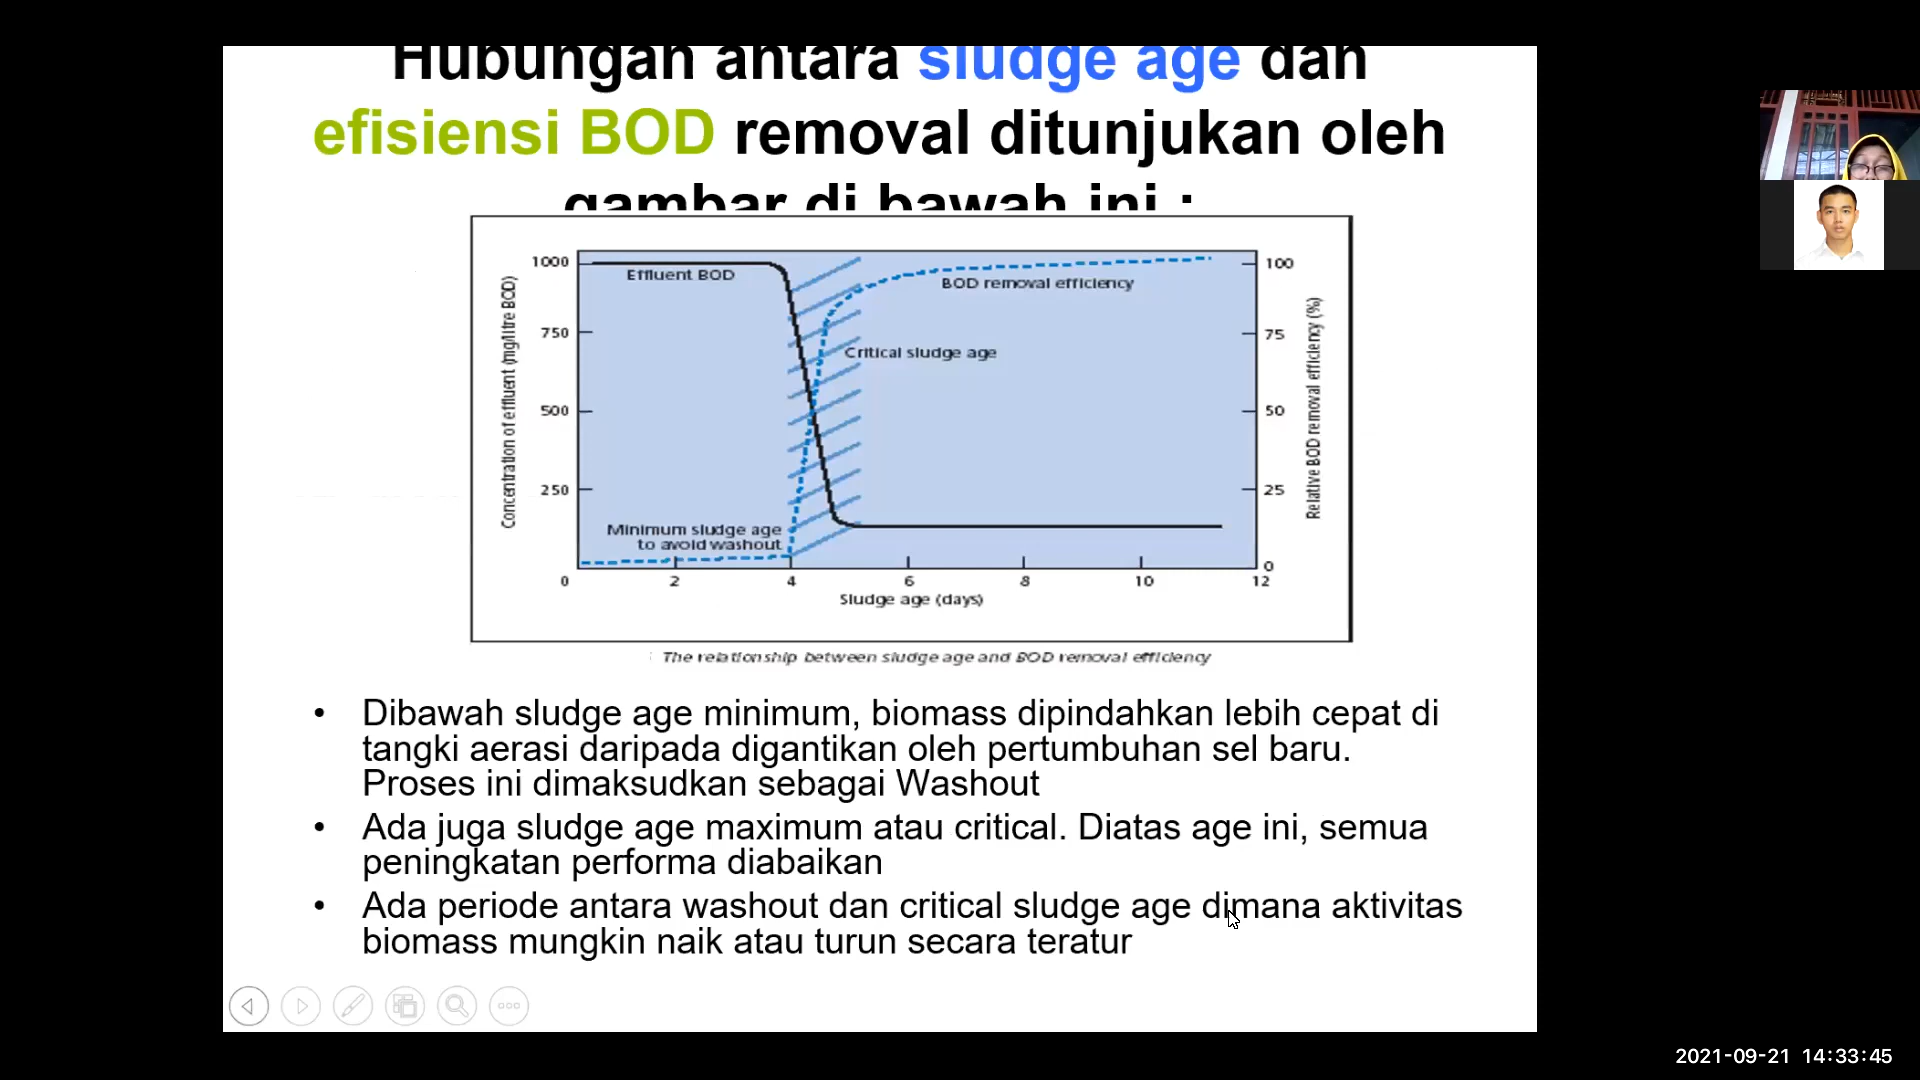 Hubungan antara sludge age dan
efisiensi BOD removal ditunjukan oleh
gambar di bawah ini :
1000
Effluent BOD
BOD removal efficiency
100
750
75
Critical sludge age
500
50
250
25
Minimum sludge age
to avoid washout
0
0
2
4
6
8
10
12
Sludge age (days)
Concentration of effluent (mg/litre BOD)
Relative BOD removal efficiency (%)
The relationship between sludge age and BOD removal efficiency
• Dibawah sludge age minimum, biomass dipindahkan lebih cepat di
tangki aerasi daripada digantikan oleh pertumbuhan sel baru.
Proses ini dimaksudkan sebagai Washout
• Ada juga sludge age maximum atau critical. Diatas age ini, semua
peningkatan performa diabaikan
• Ada periode antara washout dan critical sludge age dimana aktivitas
biomass mungkin naik atau turun secara teratur
2021-09-21 14:33:45